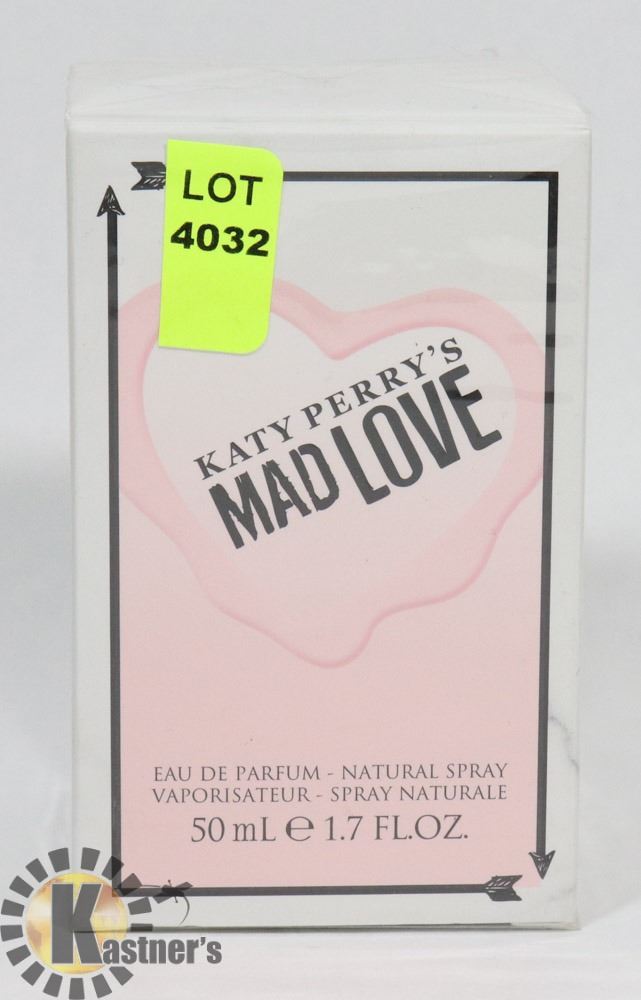 LOT
4032
KATY PERRY'S
MAD LOVE
EAU DE PARFUM - NATURAL SPRAY
VAPORISATEUR - SPRAY NATURALE
50 mL ℮ 1.7 FL.OZ.
KASTNER'S